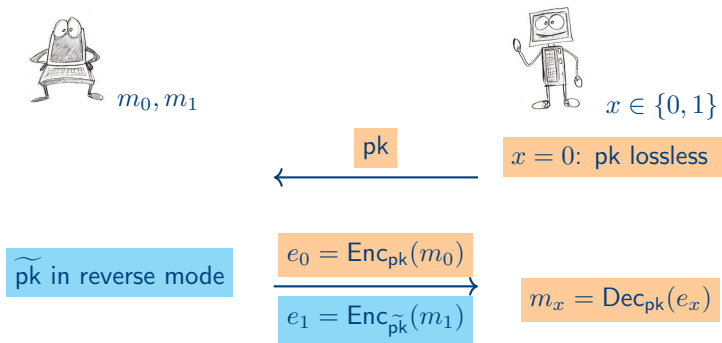 m_0, m_1
x ∈ {0, 1}
pk
x = 0: pk lossless
p͠k in reverse mode
e_0 = Enc_pk(m_0)
e_1 = Enc_p͠k(m_1)
m_x = Dec_pk(e_x)